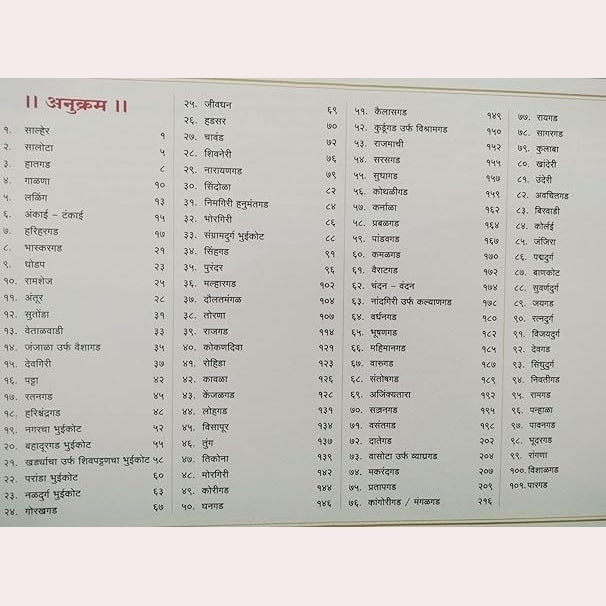 ॥ अनुक्रम ॥
१. साल्हेर १
२. सालोटा ५
३. हातगड ८
४. गाळणा १०
५. लळिंग १३
६. अंकाई - टंकाई १५
७. हरिहरगड १७
८. भास्करगड २१
९. धोडप २३
१०. रामशेज २५
११. अंतूर २८
१२. सुतोंडा ३१
१३. वेताळवाडी ३३
१४. जंजाळा उर्फ वैशागड ३५
१५. देवगिरी ३७
१६. पट्टा ४२
१७. रतनगड ४५
१८. हरिश्चंद्रगड ४८
१९. नगरचा भुईकोट ५२
२०. बहादूरगड भुईकोट ५५
२१. खर्ड्याचा उर्फ शिवपट्टणचा भुईकोट ५८
२२. परांडा भुईकोट ६०
२३. नळदुर्ग भुईकोट ६३
२४. गोरखगड ६७
२५. जीवधन ६९
२६. हडसर ७०
२७. चावंड ७२
२८. शिवनेरी ७६
२९. नारायणगड ७९
३०. सिंदोळा ८२
३१. निमगिरी हनुमंतगड ८४
३२. भोरगिरी ८६
३३. संग्रामदुर्ग भुईकोट ८८
३४. सिंहगड ९१
३५. पुरंदर ९६
३६. मल्हारगड १०२
३७. दौलतमंगळ १०४
३८. तोरणा १०८
३९. राजगड ११४
४०. कोकणदिवा १२०
४१. रोहिडा १२३
४२. कावळा १२६
४३. केंजळगड १२८
४४. लोहगड १३१
४५. विसापूर १३४
४६. तुंग १३७
४७. तिकोना १३९
४८. मोरगिरी १४२
४९. कोरीगड १४४
५०. घनगड १४६
५१. कैलासगड १४९
५२. कुर्डूगड उर्फ विश्रामगड १५०
५३. राजमाची १५२
५४. सरसगड १५५
५५. सुधागड १५७
५६. कोथळीगड १५९
५७. कर्नाळा १६२
५८. प्रबळगड १६४
५९. पांडवगड १६७
६०. कमळगड १७०
६१. वैराटगड १७२
६२. चंदन - वंदन १७४
६३. नांदगिरी उर्फ कल्याणगड १७८
६४. वर्धनगड १८०
६५. भूषणगड १८२
६६. महिमानगड १८५
६७. वारुगड १८७
६८. संतोषगड १८९
६९. अजिंक्यतारा १९३
७०. सज्जनगड १९५
७१. वसंतगड १९८
७२. दातेगड २०२
७३. वासोटा उर्फ व्याघ्रगड २०४
७४. मकरंदगड २०७
७५. प्रतापगड २०९
७६. कांगोरीगड / मंगळगड २१६
७७. रायगड
७८. सागरगड
७९. कुलाबा
८०. खांदेरी
८१. उंदेरी
८२. अवचितगड
८३. बिरवाडी
८४. कोर्लई
८५. जंजिरा
८६. पद्मदुर्ग
८७. बाणकोट
८८. सुवर्णदुर्ग
८९. जयगड
९०. रत्नदुर्ग
९१. विजयदुर्ग
९२. देवगड
९३. सिंधुदुर्ग
९४. निवतीगड
९५. रामगड
९६. पन्हाळा
९७. पावनगड
९८. भूदरगड
९९. रांगणा
१००. विशाळगड
१०१. पारगड